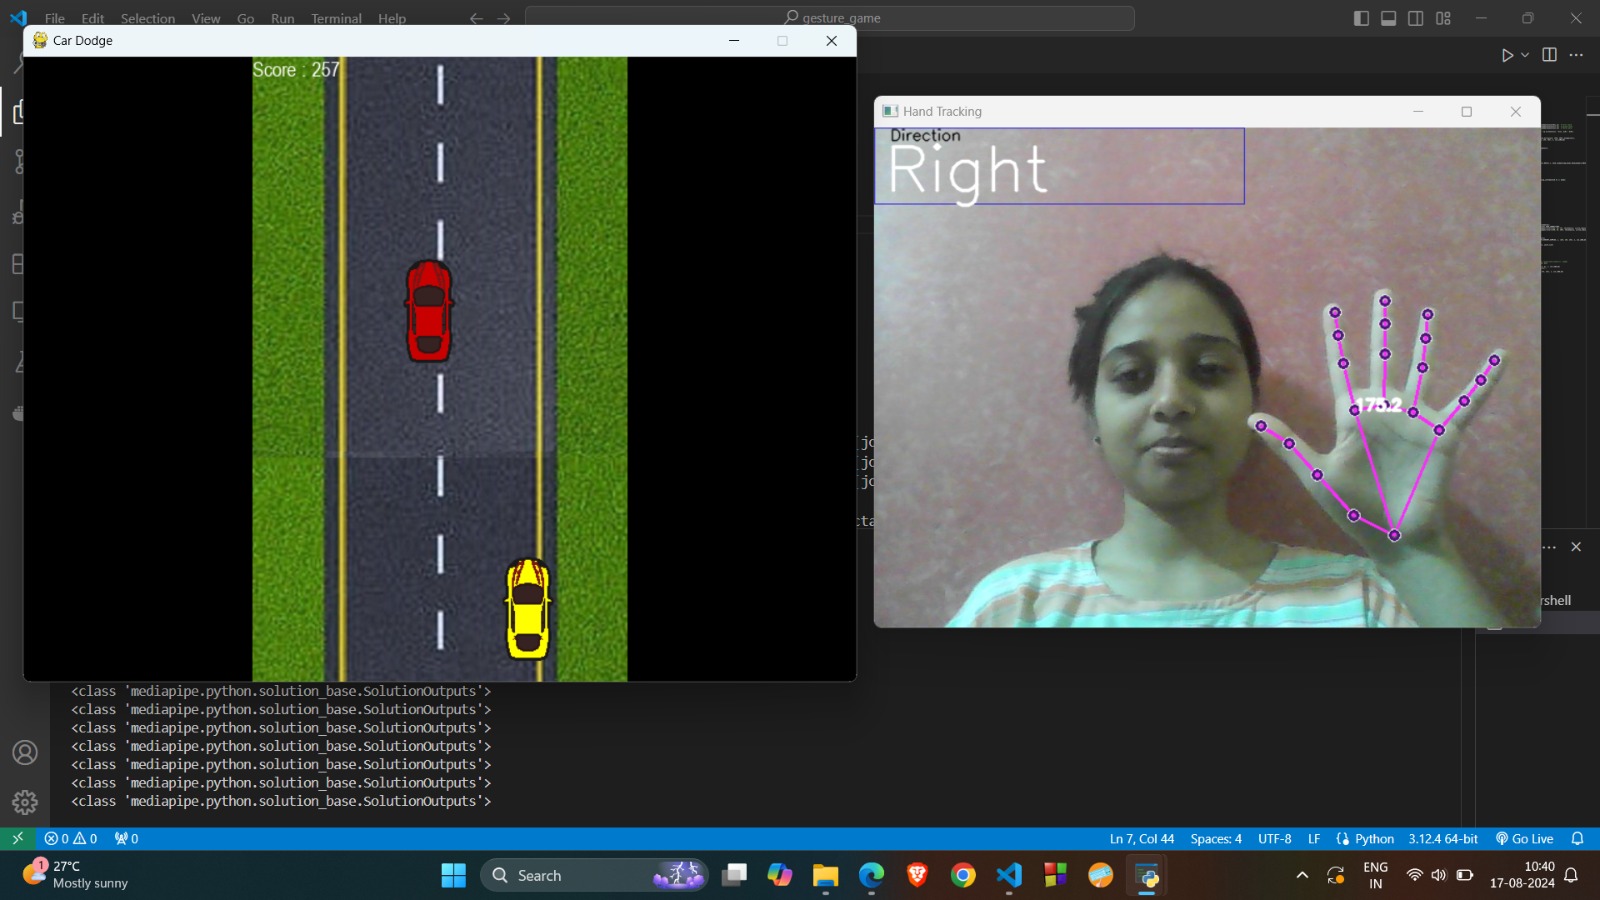 File Edit Selection View Go Run Terminal Help
gesture_game
Car Dodge
Score : 257
Hand Tracking
Direction
Right
175.2
rshell
<class 'mediapipe.python.solution_base.SolutionOutputs'>
<class 'mediapipe.python.solution_base.SolutionOutputs'>
<class 'mediapipe.python.solution_base.SolutionOutputs'>
<class 'mediapipe.python.solution_base.SolutionOutputs'>
<class 'mediapipe.python.solution_base.SolutionOutputs'>
<class 'mediapipe.python.solution_base.SolutionOutputs'>
<class 'mediapipe.python.solution_base.SolutionOutputs'>
0 0 0
Ln 7, Col 44 Spaces: 4 UTF-8 LF Python 3.12.4 64-bit Go Live
1
27°C
Mostly sunny
Search
ENG
IN
10:40
17-08-2024